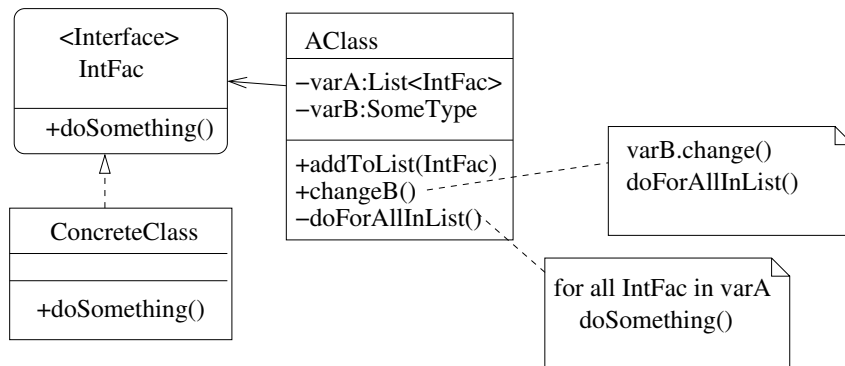 <Interface>
IntFac
+doSomething()
AClass
−varA:List<IntFac>
−varB:SomeType
+addToList(IntFac)
+changeB()
−doForAllInList()
varB.change()
doForAllInList()
ConcreteClass
+doSomething()
for all IntFac in varA
doSomething()